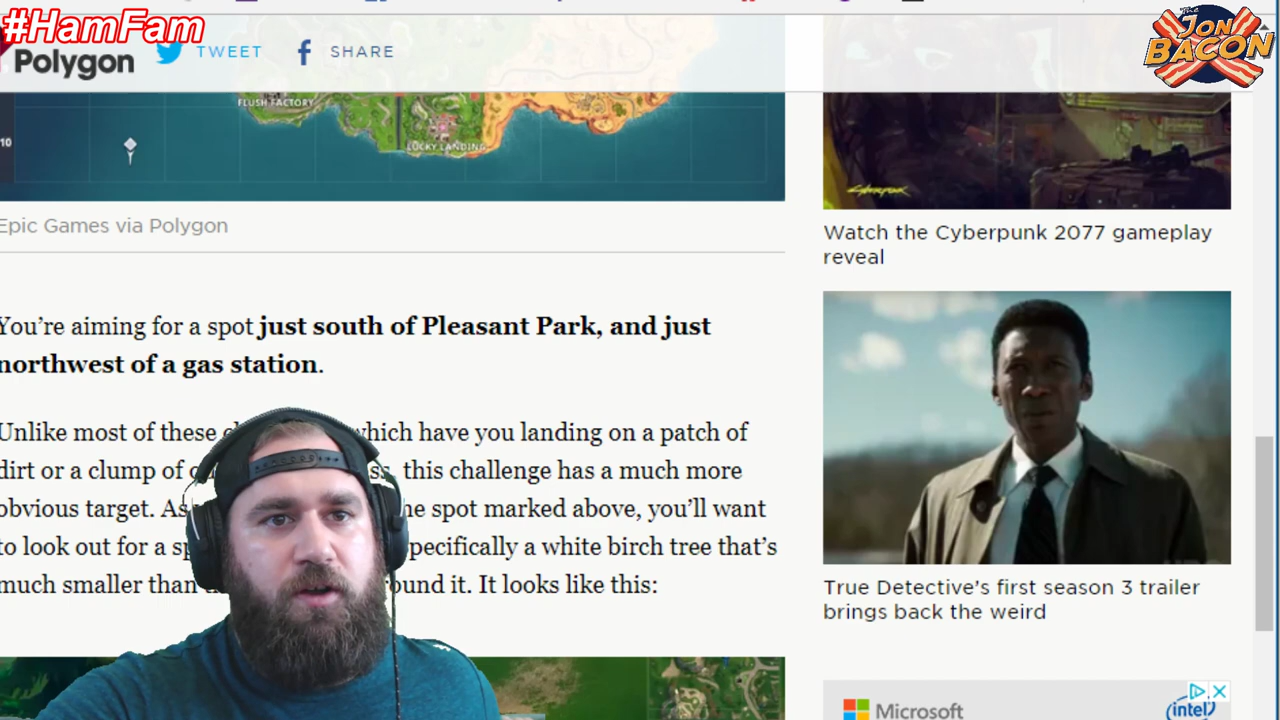 #HamFam
The
JON
BACON
Polygon
TWEET
SHARE
FLUSH FACTORY
10
LUCKY LANDING
Epic Games via Polygon
You’re aiming for a spot just south of Pleasant Park, and just
northwest of a gas station.
Unlike most of these which have you landing on a patch of
dirt or a clump of this challenge has a much more
obvious target. As the spot marked above, you’ll want
to look out for a specifically a white birch tree that’s
much smaller than around it. It looks like this:
CYBERPUNK
Watch the Cyberpunk 2077 gameplay
reveal
True Detective’s first season 3 trailer
brings back the weird
Microsoft
intel